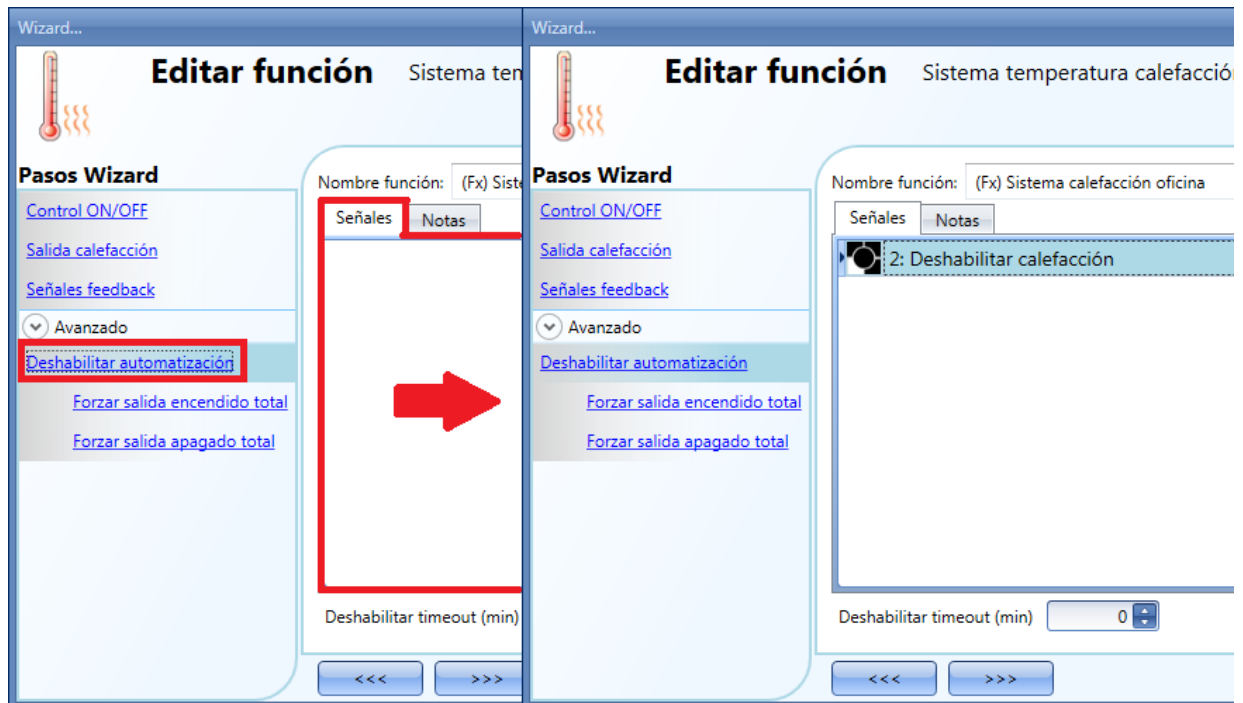 Wizard...
Editar función Sistema tem
Pasos Wizard
Control ON/OFF
Salida calefacción
Señales feedback
Avanzado
Deshabilitar automatización
Forzar salida encendido total
Forzar salida apagado total
Nombre función: (Fx) Siste
Señales Notas
Deshabilitar timeout (min)
<<< >>>
Wizard...
Editar función Sistema temperatura calefacción
Pasos Wizard
Control ON/OFF
Salida calefacción
Señales feedback
Avanzado
Deshabilitar automatización
Forzar salida encendido total
Forzar salida apagado total
Nombre función: (Fx) Sistema calefacción oficina
Señales Notas
2: Deshabilitar calefacción
Deshabilitar timeout (min) 0
<<< >>>